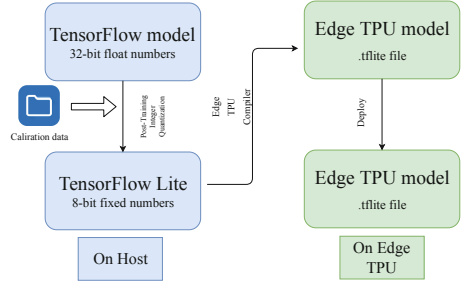 TensorFlow model
32-bit float numbers
Caliration data
Post-Training
Integer
Quantization
TensorFlow Lite
8-bit fixed numbers
On Host
Edge
TPU
Compiler
Edge TPU model
.tflite file
Deploy
Edge TPU model
.tflite file
On Edge
TPU